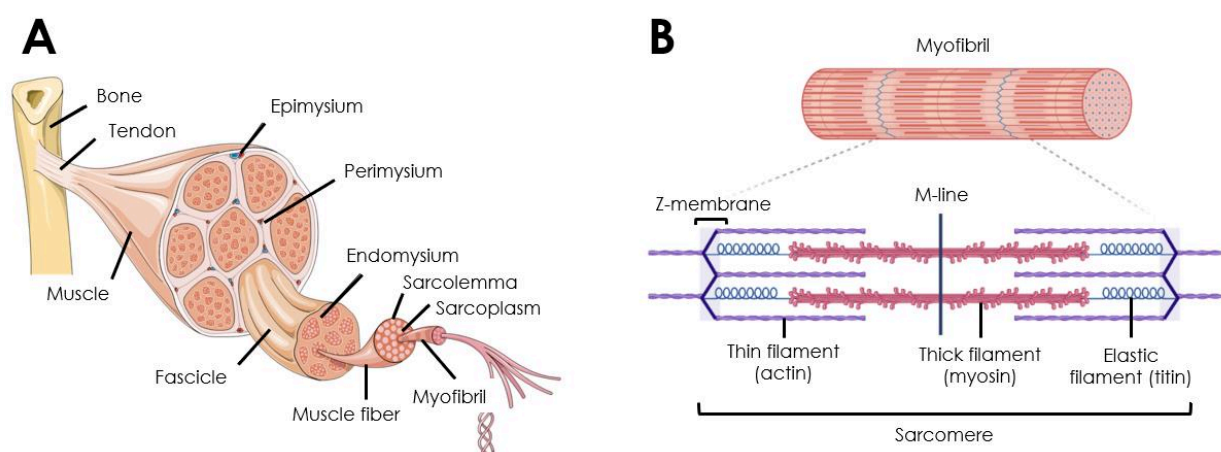 A
Bone
Tendon
Epimysium
Perimysium
Endomysium
Sarcolemma
Sarcoplasm
Muscle
Fascicle
Myofibril
Muscle fiber
B
Myofibril
Z-membrane
M-line
Thin filament
(actin)
Thick filament
(myosin)
Elastic
filament (titin)
Sarcomere